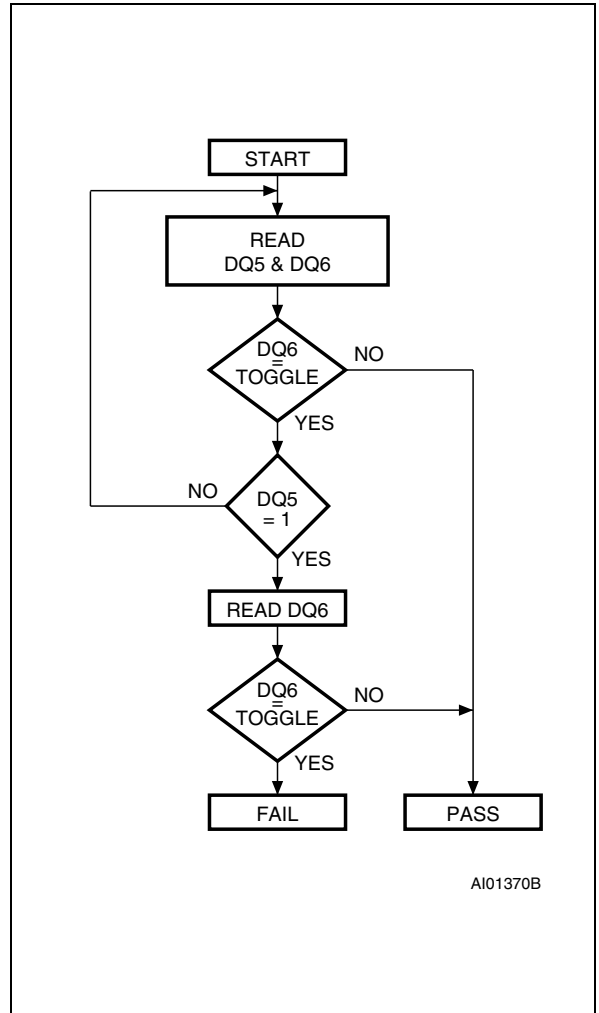 START
READ
DQ5 & DQ6
DQ6
=
TOGGLE
NO
YES
NO
DQ5
= 1
YES
READ DQ6
DQ6
=
TOGGLE
NO
YES
FAIL
PASS
AI01370B